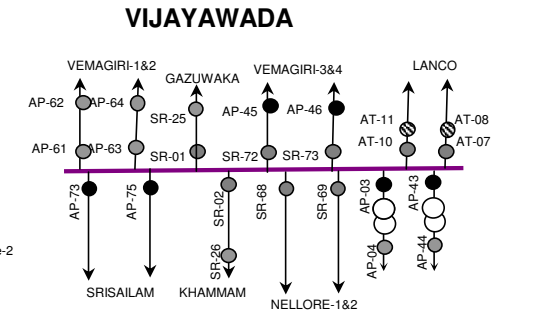 VIJAYAWADA
VEMAGIRI-1&2
GAZUWAKA
VEMAGIRI-3&4
LANCO
AP-62
AP-64
SR-25
AP-45
AP-46
AT-11
AT-08
AP-61
AP-63
SR-01
SR-72
SR-73
AT-10
AT-07
AP-73
AP-75
SR-02
SR-68
SR-69
AP-03
AP-43
SR-26
AP-04
AP-44
e-2
SRISAILAM
KHAMMAM
NELLORE-1&2